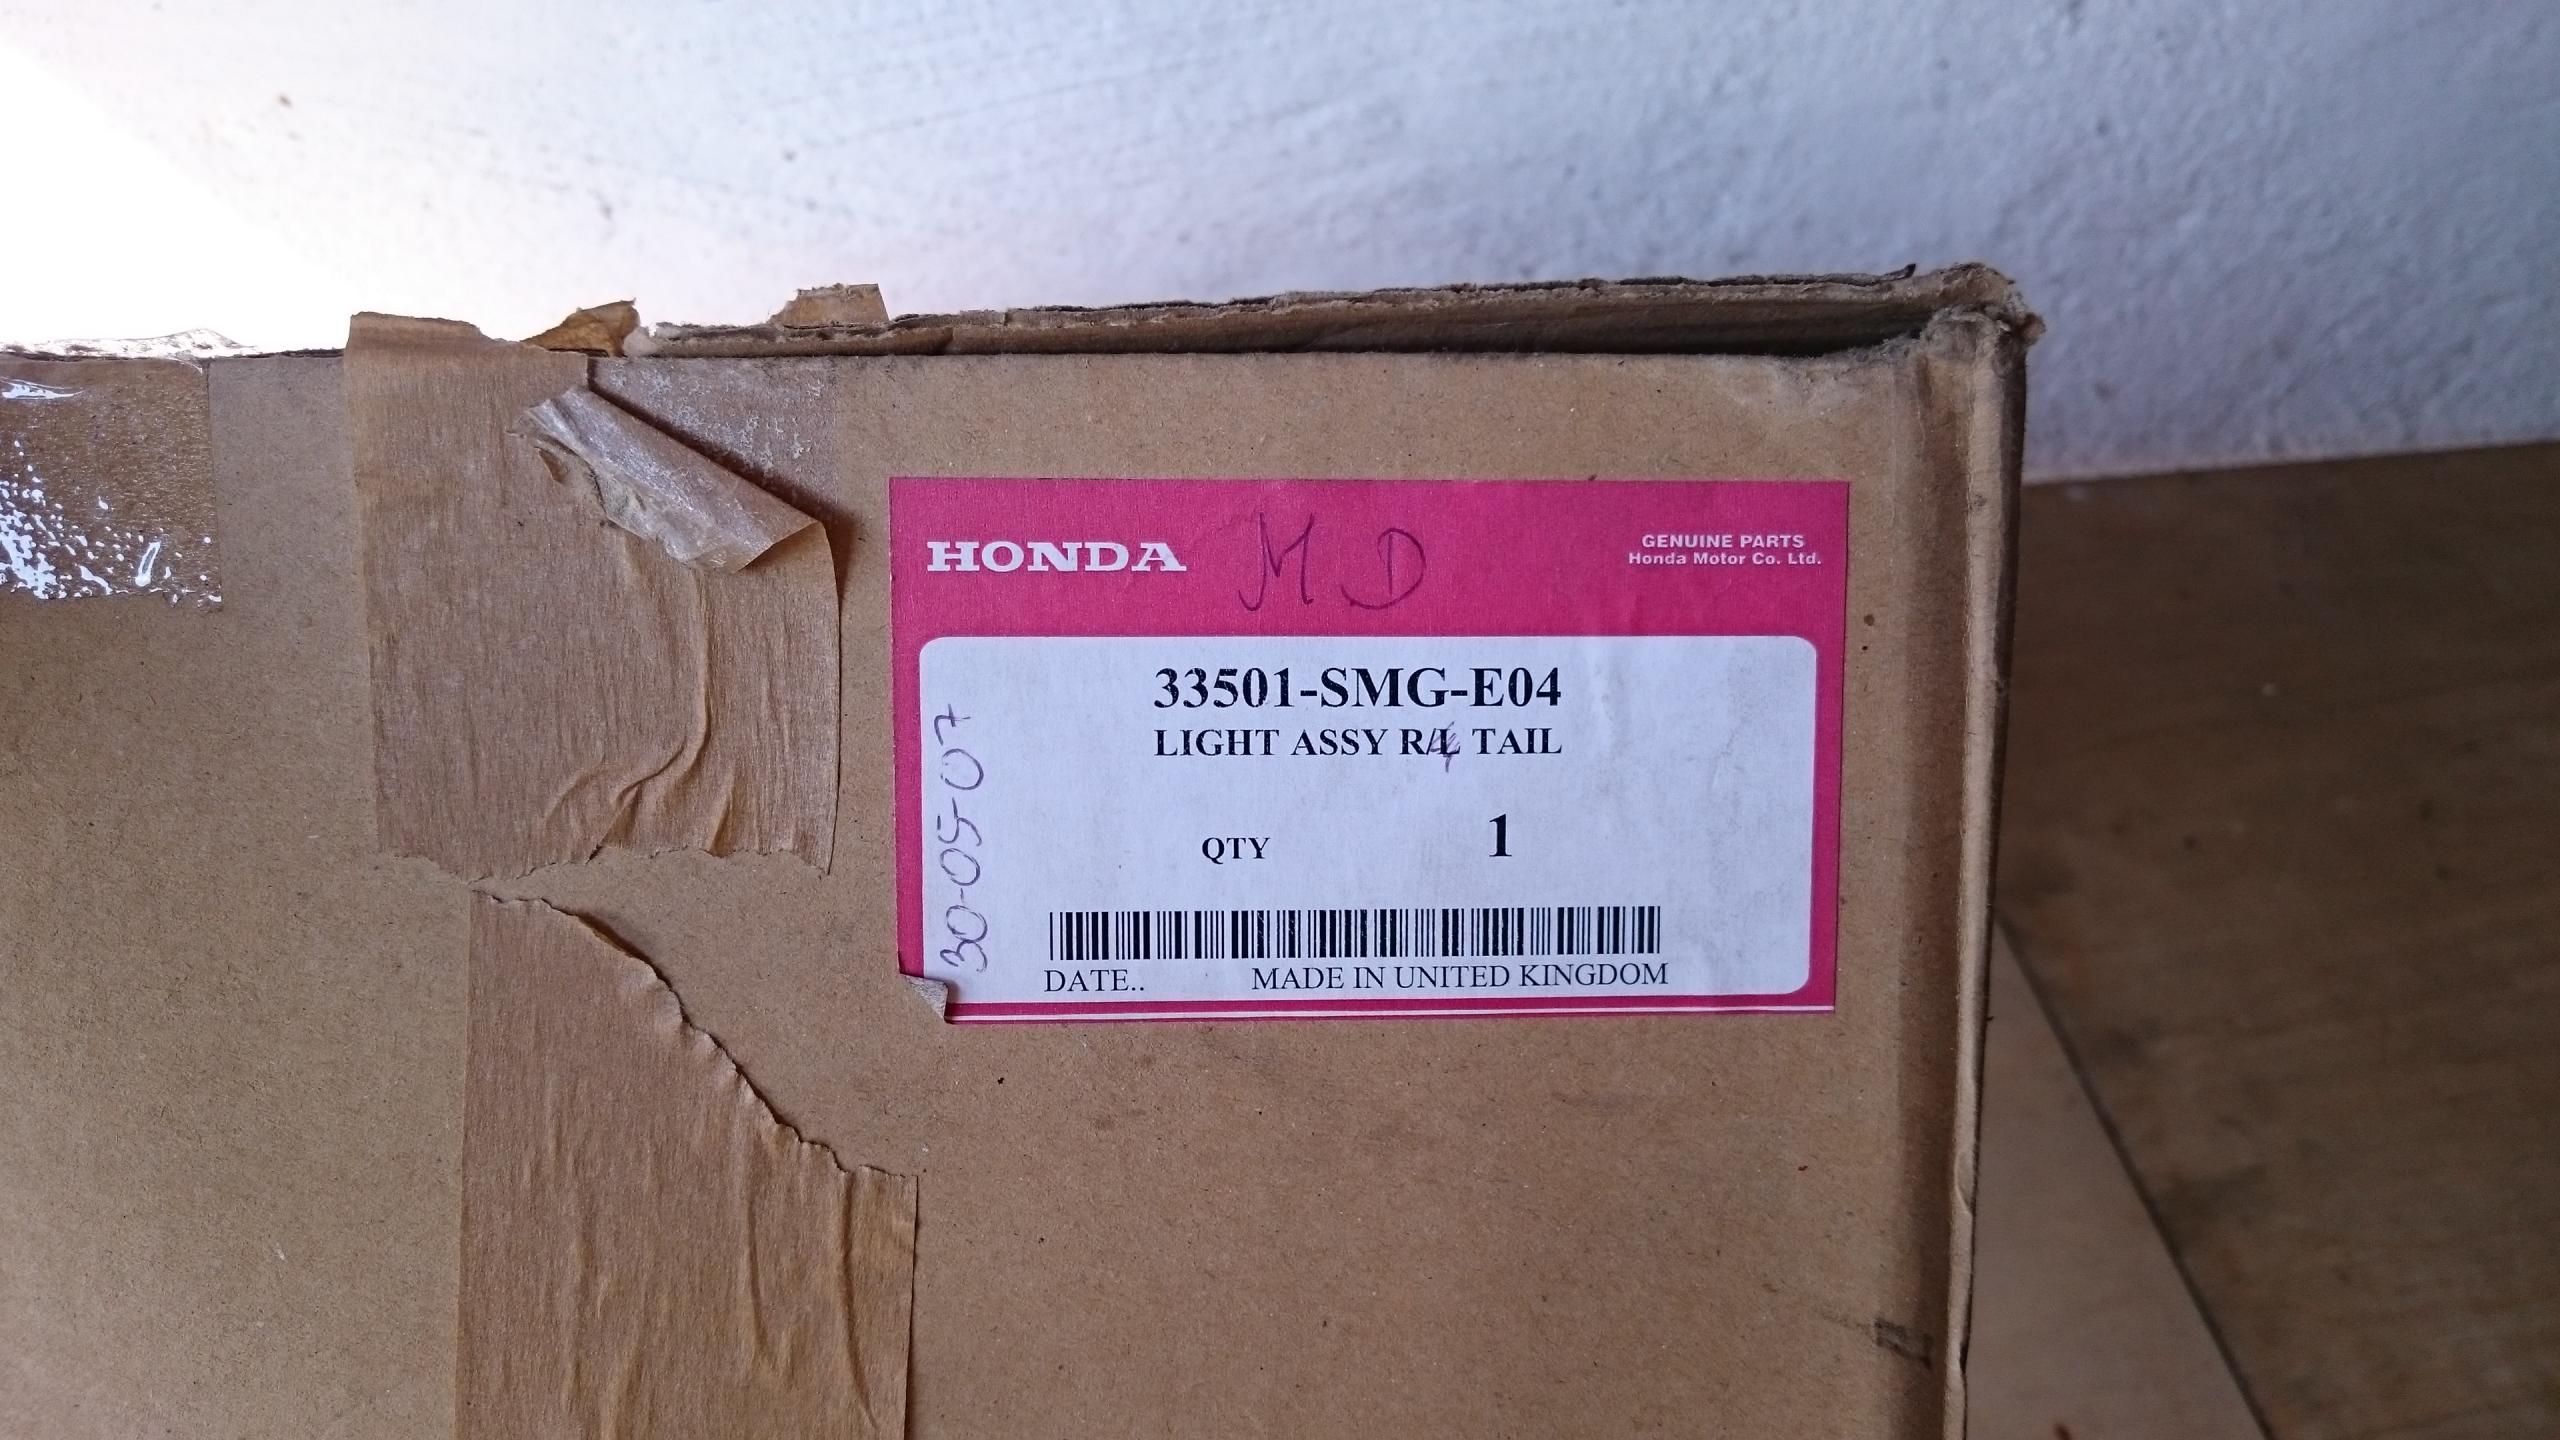 HONDA M D
GENUINE PARTS
Honda Motor Co. Ltd.
33501-SMG-E04
LIGHT ASSY R/L TAIL
QTY 1
30-05-07
DATE.. MADE IN UNITED KINGDOM